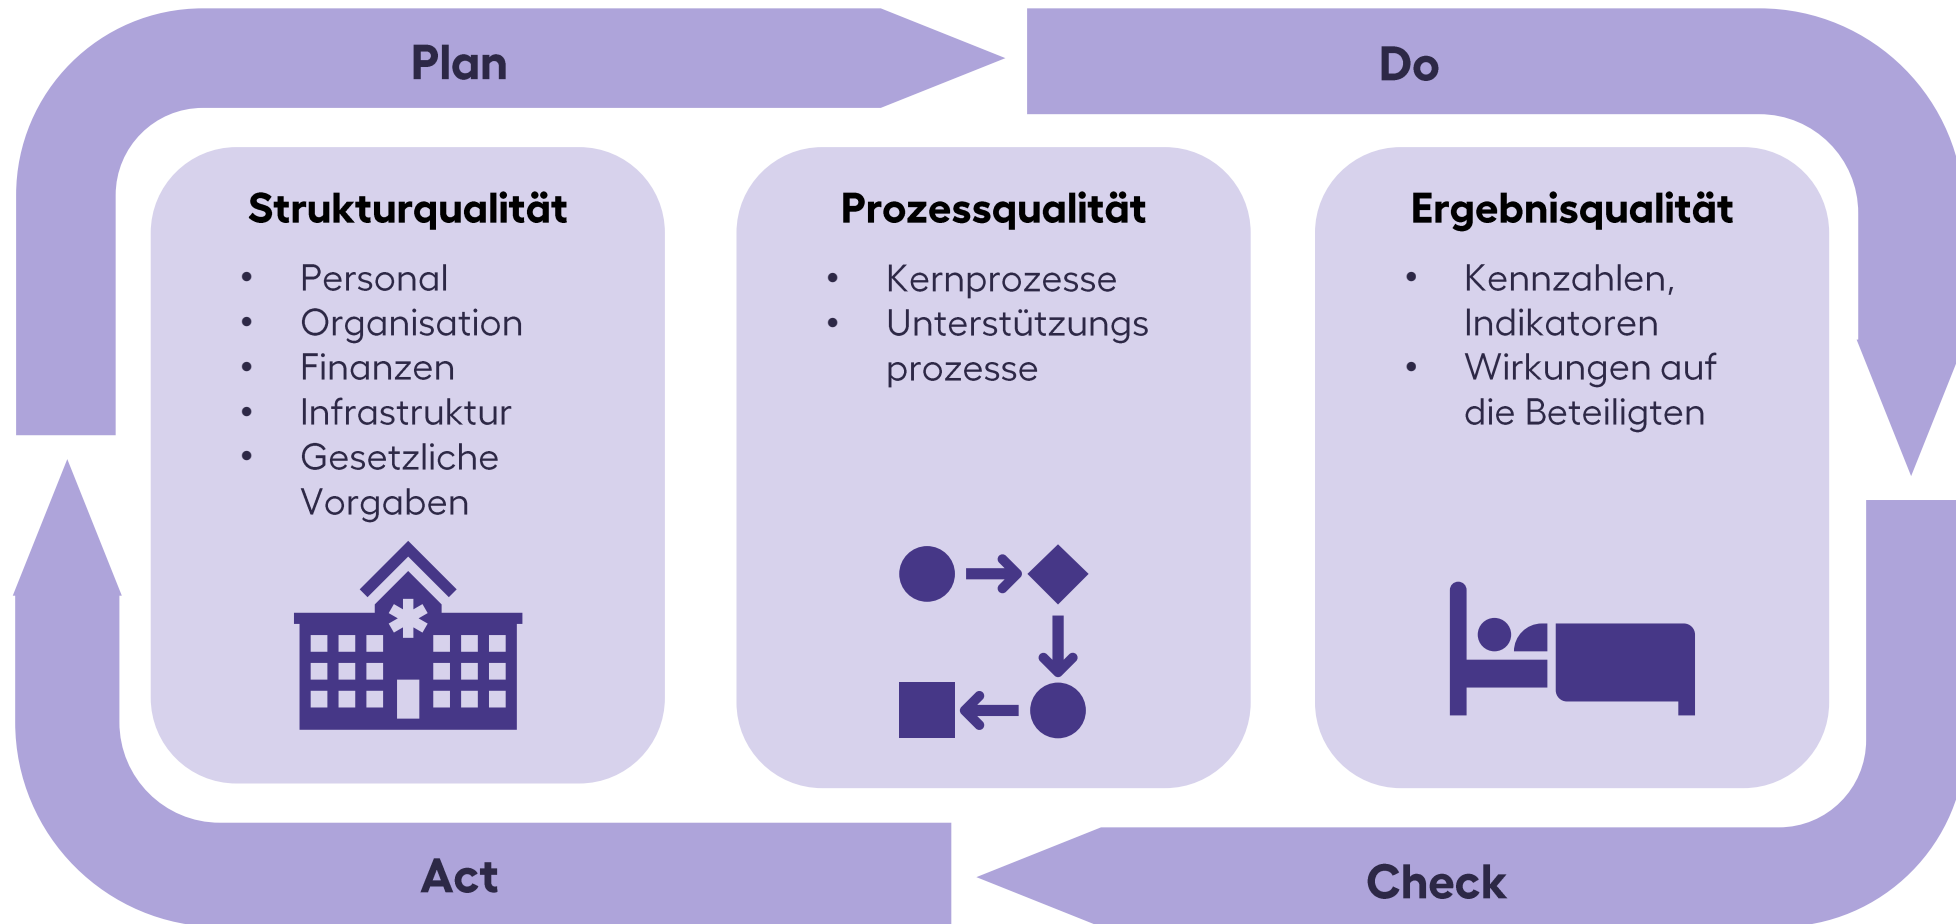 Plan
Do
Strukturqualität
• Personal
• Organisation
• Finanzen
• Infrastruktur
• Gesetzliche
Vorgaben
Prozessqualität
• Kernprozesse
• Unterstützungs
prozesse
Ergebnisqualität
• Kennzahlen,
Indikatoren
• Wirkungen auf
die Beteiligten
Act
Check